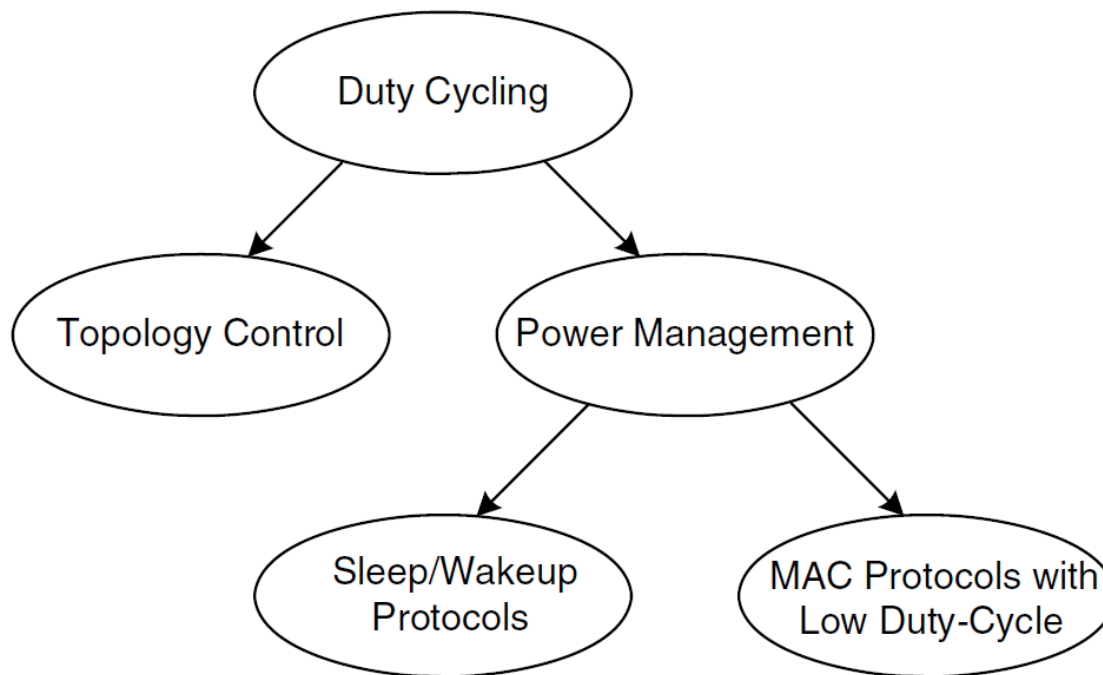 Duty Cycling
Topology Control
Power Management
Sleep/Wakeup
Protocols
MAC Protocols with
Low Duty-Cycle